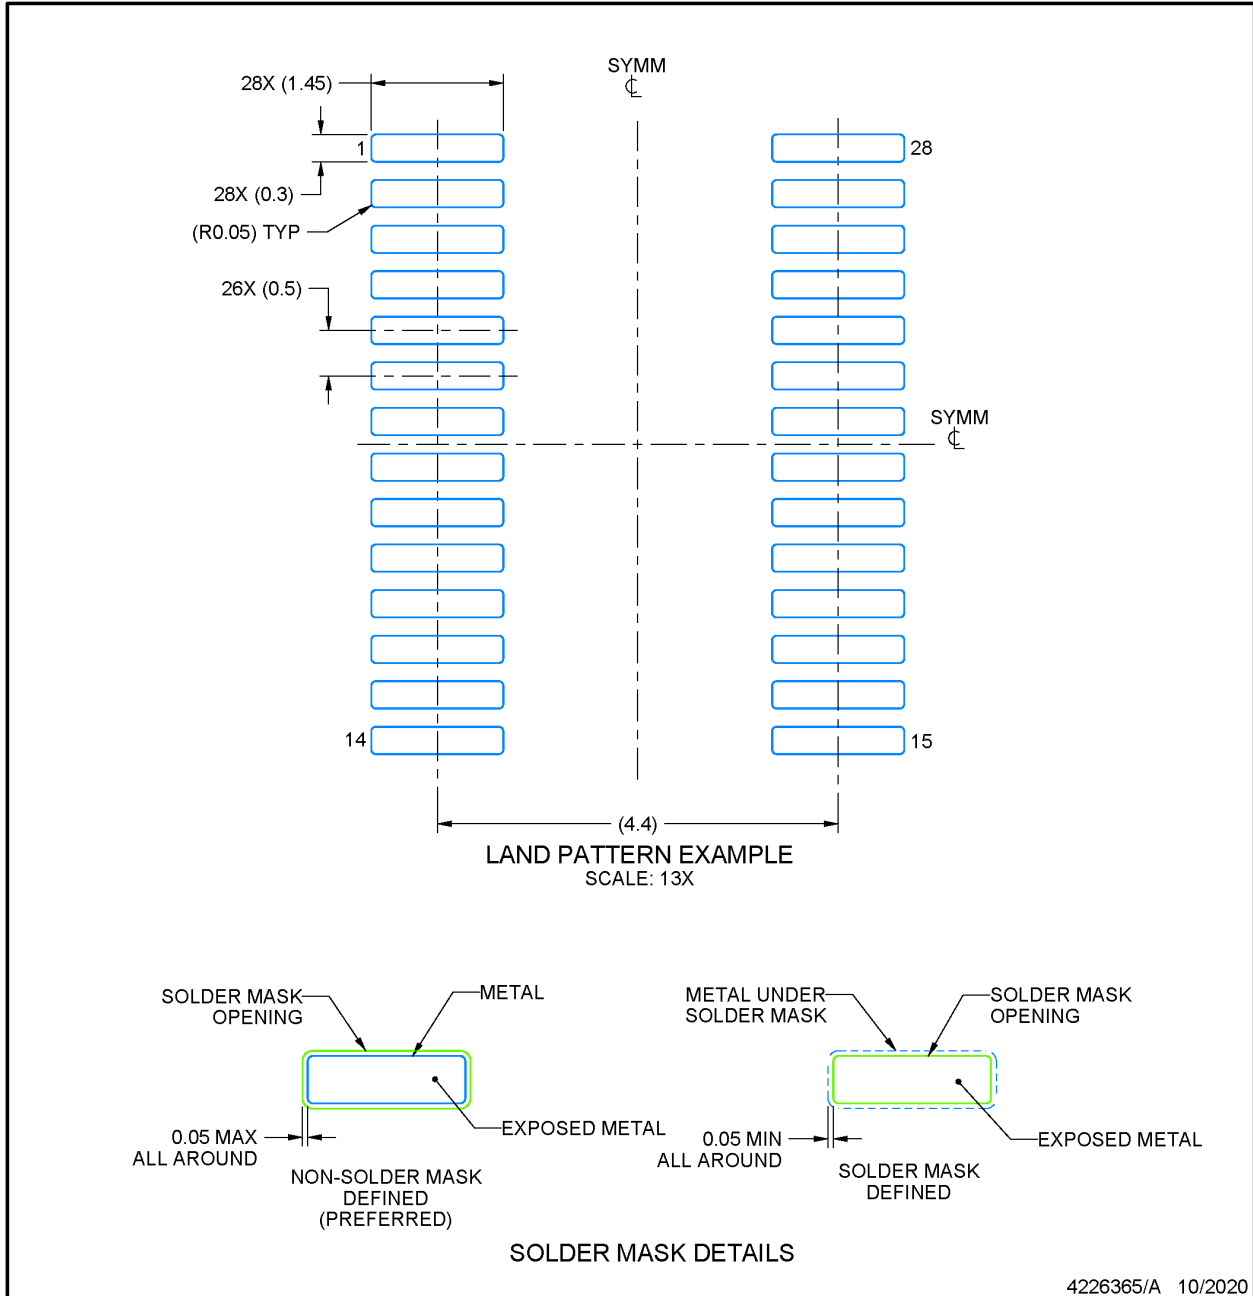 SYMM
℄
28X (1.45)
1
28
28X (0.3)
(R0.05) TYP
26X (0.5)
SYMM
℄
14
15
(4.4)
LAND PATTERN EXAMPLE
SCALE: 13X
SOLDER MASK
OPENING
METAL
EXPOSED METAL
0.05 MAX
ALL AROUND
NON-SOLDER MASK
DEFINED
(PREFERRED)
METAL UNDER
SOLDER MASK
SOLDER MASK
OPENING
EXPOSED METAL
0.05 MIN
ALL AROUND
SOLDER MASK
DEFINED
SOLDER MASK DETAILS
4226365/A 10/2020